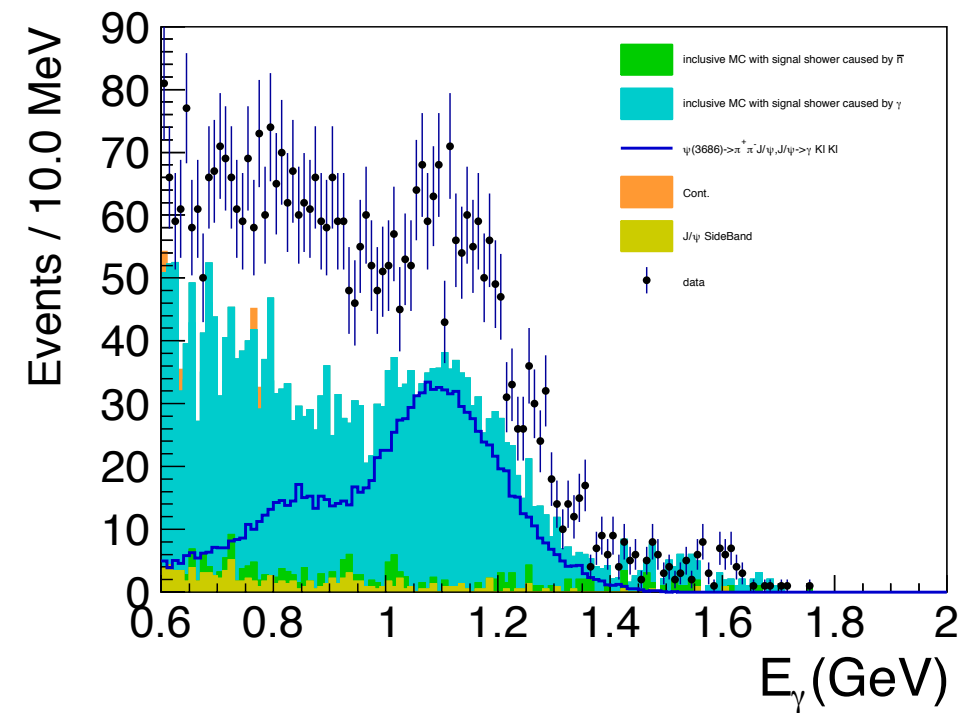 Events / 10.0 MeV
90
80
70
60
50
40
30
20
10
0
inclusive MC with signal shower caused by n̅
inclusive MC with signal shower caused by γ
ψ(3686)->π⁺π⁻J/ψ,J/ψ->γ Kl Kl
Cont.
J/ψ SideBand
data
0.6 0.8 1 1.2 1.4 1.6 1.8 2
E_γ(GeV)